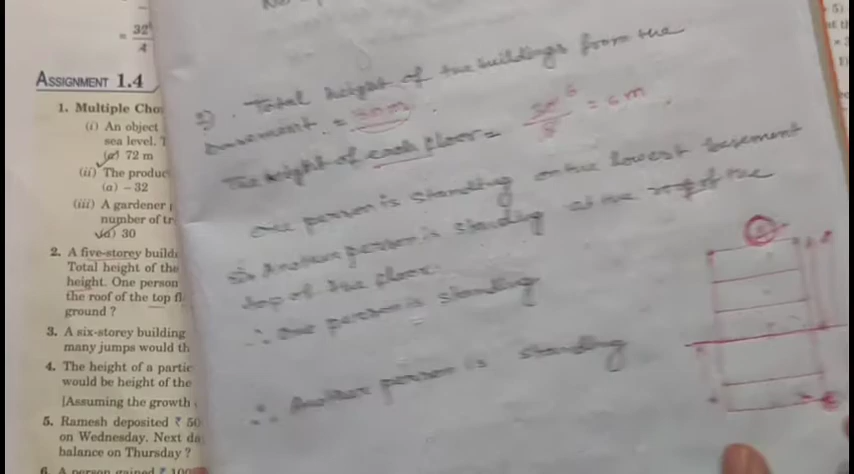 = 32
ASSIGNMENT 1.4
1. Multiple Cho
(i) An object
sea level. T
(a) 72 m
(ii) The produc
(a) – 32
(iii) A gardener
number of tr
(a) 30
2. A five-storey build
Total height of the
height. One person
the roof of the top fl
ground ?
3. A six-storey building
many jumps would th
4. The height of a partic
would be height of the
[Assuming the growth
5. Ramesh deposited ₹ 50
on Wednesday. Next da
balance on Thursday ?
6. A person gained ₹ 100
2). Total height of the buildings from the
basement = 30 m.
The height of each floor = 30/5 6 = 6 m.
One person is standing on the lowest basement
Another person is standing at the roof of the
top of the floor.
∴ One person is standing
∴ Another person is standing